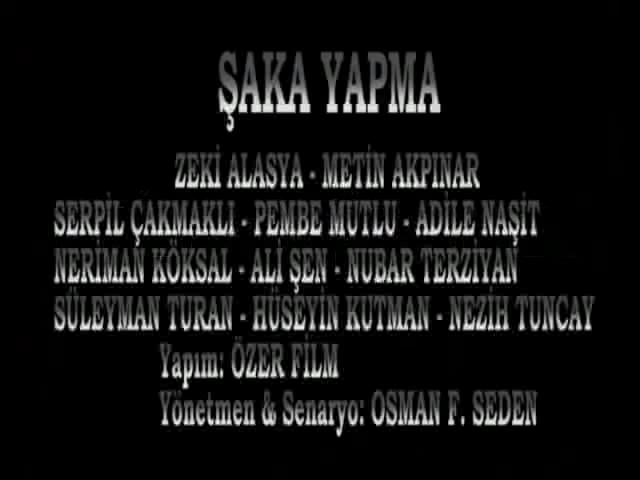 ŞAKA YAPMA
ZEKİ ALASYA - METİN AKPINAR
SERPİL ÇAKMAKLI - PEMBE MUTLU - ADİLE NAŞİT
NERİMAN KÖKSAL - ALİ ŞEN - NUBAR TERZİYAN
SÜLEYMAN TURAN - HÜSEYİN KUTMAN - NEZİH TUNCAY
Yapım: ÖZER FİLM
Yönetmen & Senaryo: OSMAN F. SEDEN